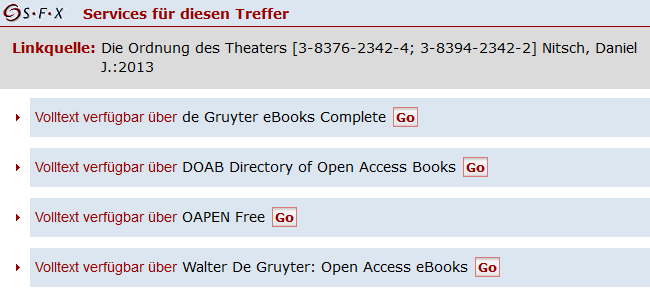 S·F·X Services für diesen Treffer
Linkquelle: Die Ordnung des Theaters [3-8376-2342-4; 3-8394-2342-2] Nitsch, Daniel
J.:2013
Volltext verfügbar über de Gruyter eBooks Complete Go
Volltext verfügbar über DOAB Directory of Open Access Books Go
Volltext verfügbar über OAPEN Free Go
Volltext verfügbar über Walter De Gruyter: Open Access eBooks Go